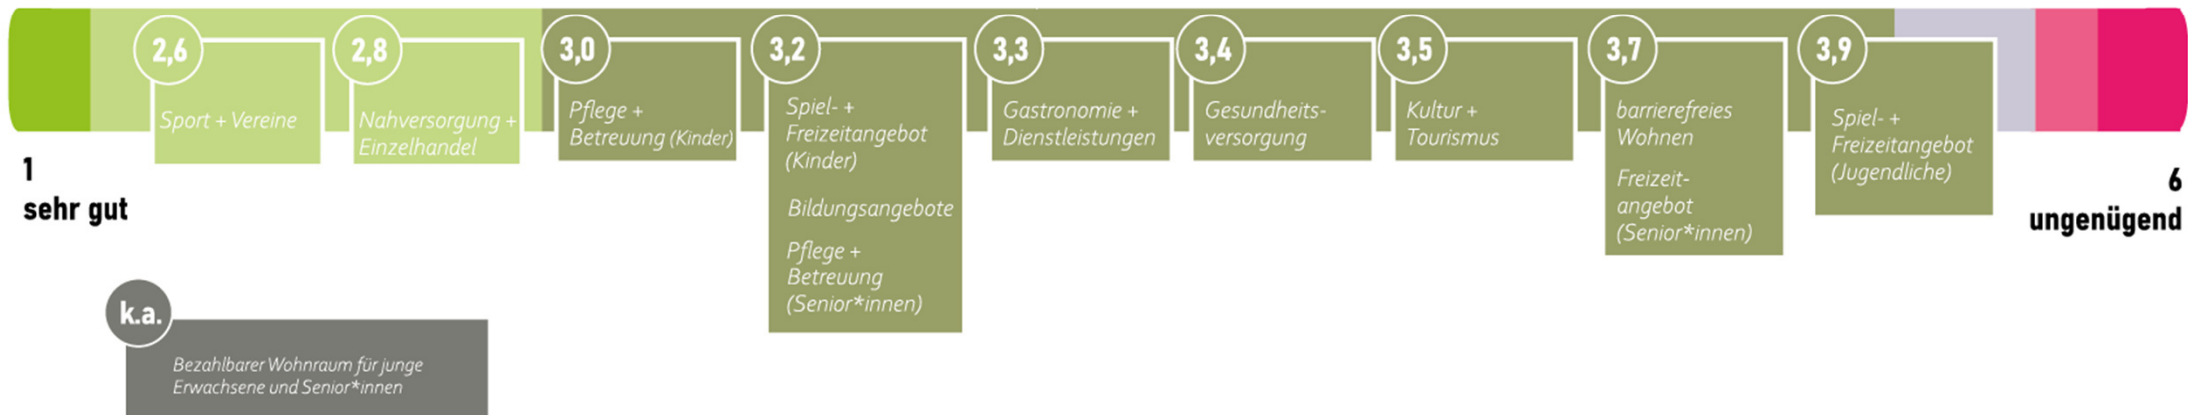 2,6
Sport + Vereine
2,8
Nahversorgung +
Einzelhandel
3,0
Pflege +
Betreuung (Kinder)
3,2
Spiel- +
Freizeitangebot
(Kinder)
Bildungsangebote
Pflege +
Betreuung
(Senior*innen)
3,3
Gastronomie +
Dienstleistungen
3,4
Gesundheits-
versorgung
3,5
Kultur +
Tourismus
3,7
barrierefreies
Wohnen
Freizeit-
angebot
(Senior*innen)
3,9
Spiel- +
Freizeitangebot
(Jugendliche)
1
sehr gut
6
ungenügend
k.a.
Bezahlbarer Wohnraum für junge
Erwachsene und Senior*innen